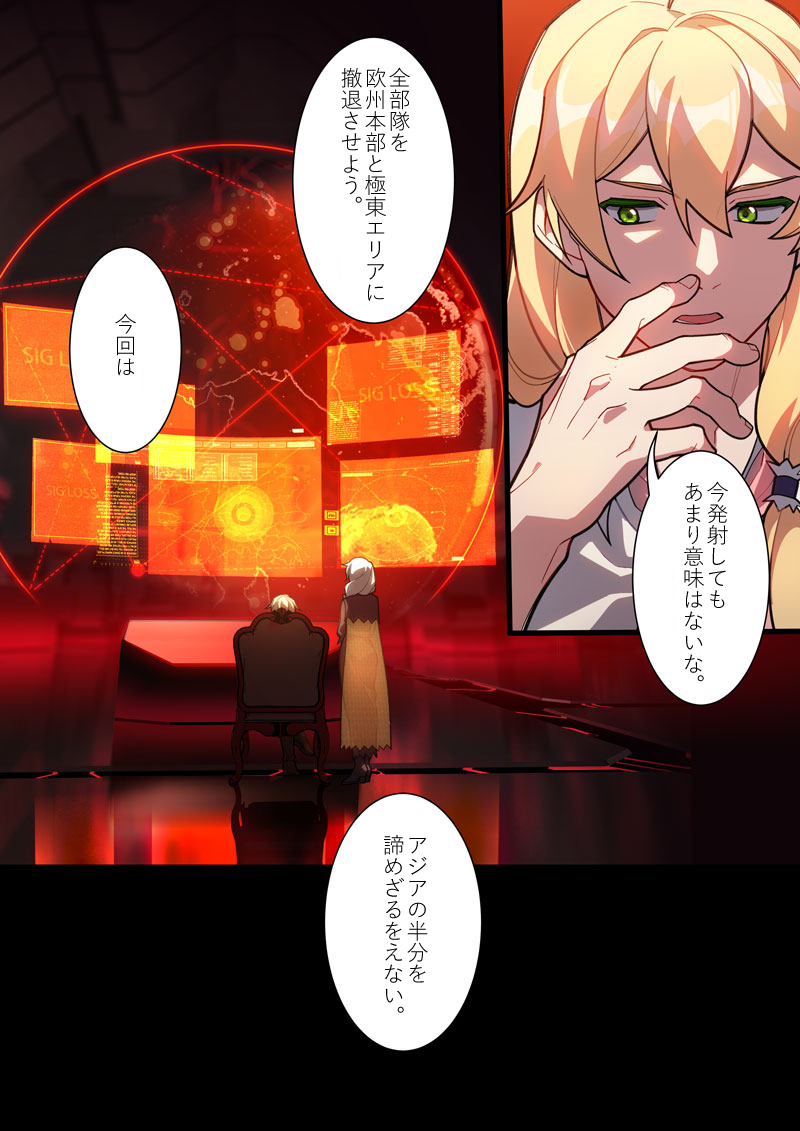 今発射しても
あまり意味はないな。
全部隊を
欧州本部と極東エリアに
撤退させよう。
今回は
SIG LOSS
SIG LOSS
SIG LOSS
アジアの半分を
諦めざるをえない。